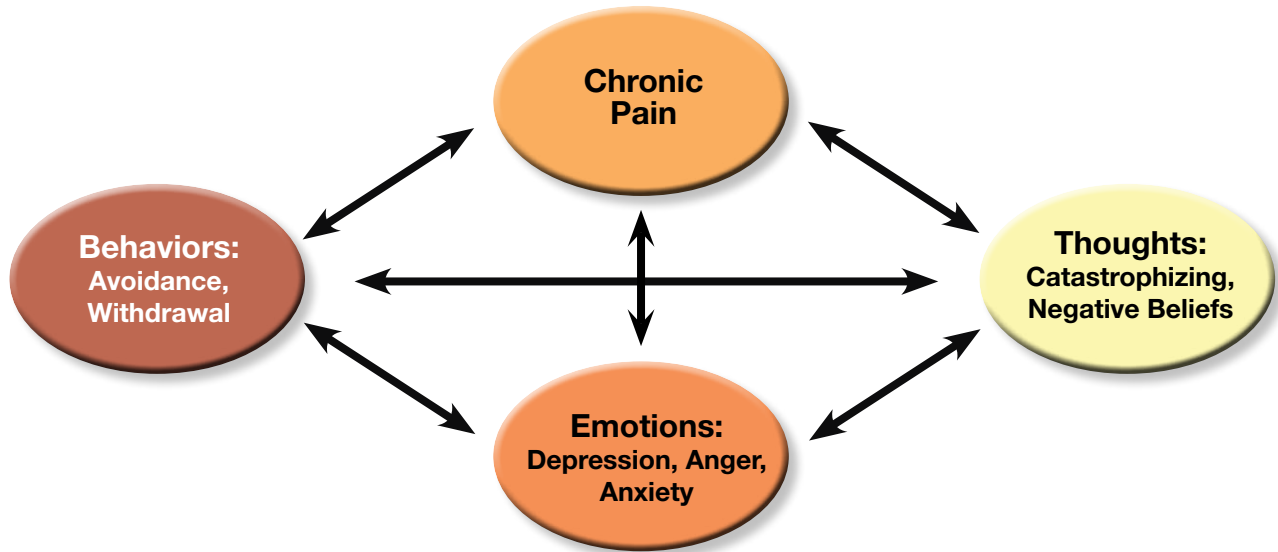 Chronic
Pain
Behaviors:
Avoidance,
Withdrawal
Thoughts:
Catastrophizing,
Negative Beliefs
Emotions:
Depression, Anger,
Anxiety